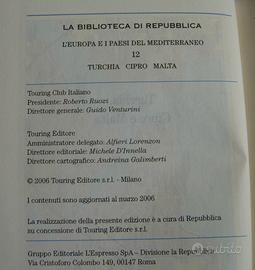 LA BIBLIOTECA DI REPUBBLICA
L'EUROPA E I PAESI DEL MEDITERRANEO
12
TURCHIA CIPRO MALTA
Touring Club Italiano
Presidente: Roberto Ruozi
Direttore generale: Guido Venturini
Touring Editore
Amministratore delegato: Alfieri Lorenzon
Direttore editoriale: Michele D'Innella
Direttore cartografico: Andreina Galimberti
© 2006 Touring Editore s.r.l. - Milano
I contenuti sono aggiornati al marzo 2006
La realizzazione della presente edizione è a cura di Repubblica
su concessione di Touring Editore s.r.l.
Gruppo Editoriale L'Espresso SpA - Divisione la Repubblica
Via Cristoforo Colombo 149, 00147 Roma
subito